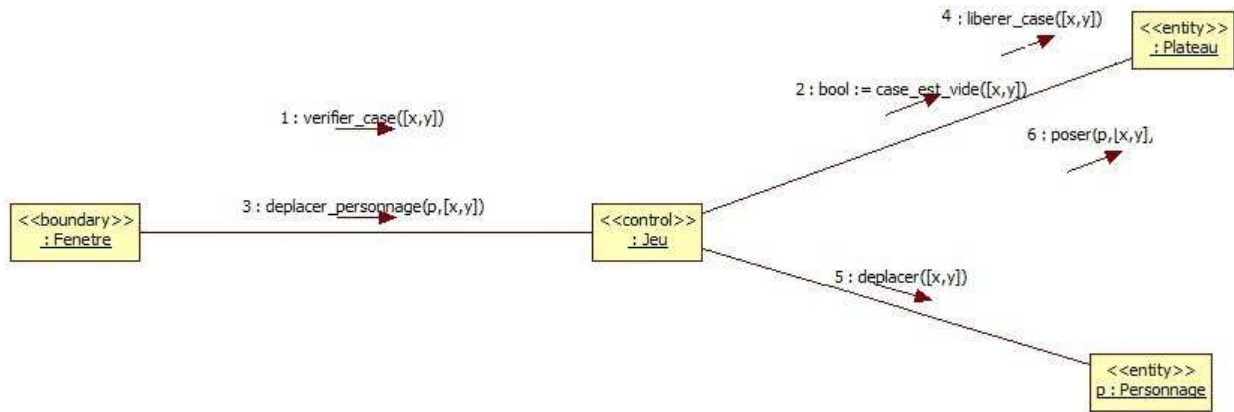 4 : liberer_case([x,y])
<<entity>>
: Plateau
2 : bool := case_est_vide([x,y])
1 : verifier_case([x,y])
6 : poser(p,[x,y],
3 : deplacer_personnage(p,[x,y])
<<boundary>>
: Fenetre
<<control>>
: Jeu
5 : deplacer([x,y])
<<entity>>
p : Personnage